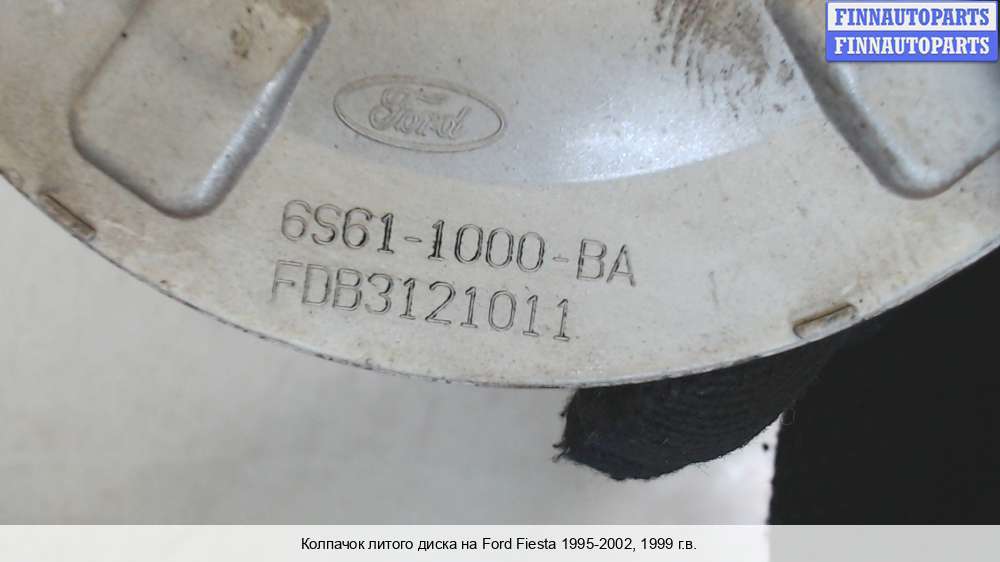 FINNAUTOPARTS
FINNAUTOPARTS
Ford
6S61-1000-BA
FDB3121011
Колпачок литого диска на Ford Fiesta 1995-2002, 1999 г.в.